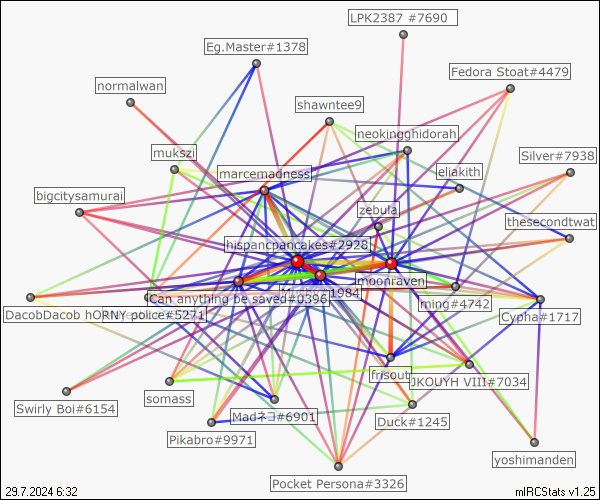 LPK2387 #7690
Eg.Master#1378
Fedora Stoat#4479
normalwan
shawntee9
neokingghidorah
mukszi
Silver#7938
marcemadness
eliakith
bigcitysamurai
zebula
thesecondtwat
hispancpancakes#2928
moonraven
#1984
Can anything be saved#0396
ming#4742
DacobDacob hORNY police#5271
Cypha#1717
frisout
JKOUYH VIII#7034
somass
Swirly Boi#6154
Madネコ#6901
Duck#1245
Pikabro#9971
yoshimanden
Pocket Persona#3326
29.7.2024 6:32
mIRCStats v1.25